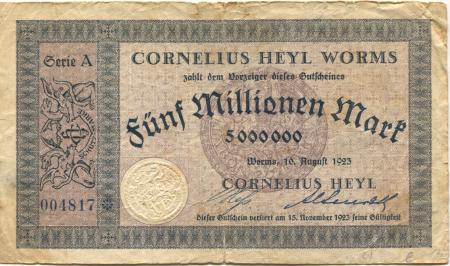 Serie A
CORNELIUS HEYL WORMS
zahlt dem Vorzeiger dieses Gutscheines
Fünf Millionen Mark
5000000
Worms, 16. August 1923
CORNELIUS HEYL
004817
Dieser Gutschein verliert am 15. November 1923 seine Gültigkeit